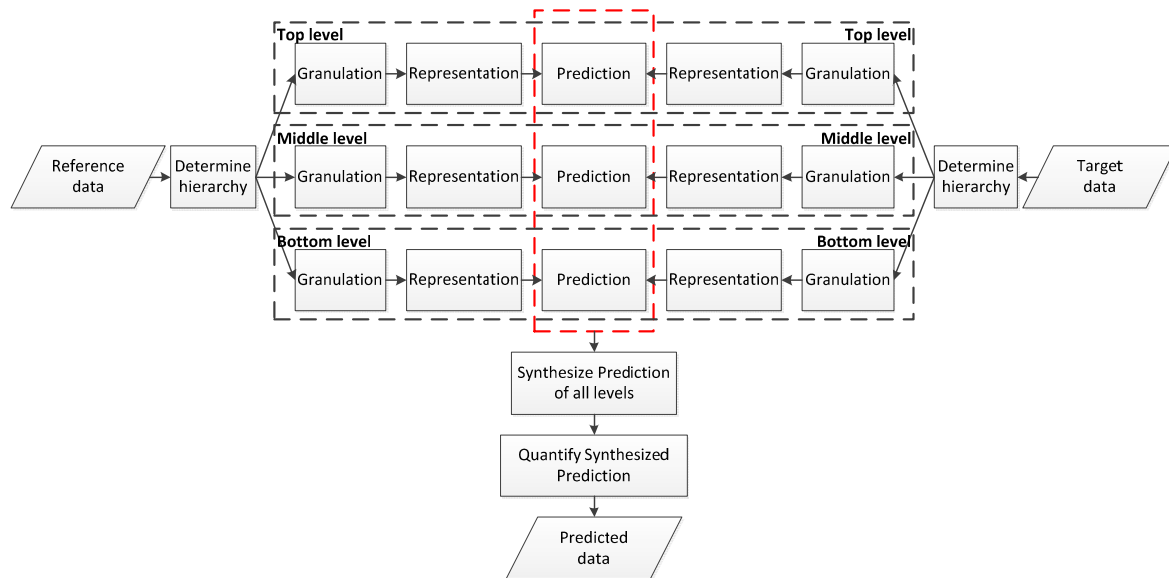 Top level
Top level
Granulation
Representation
Prediction
Representation
Granulation
Middle level
Middle level
Reference
data
Determine
hierarchy
Granulation
Representation
Prediction
Representation
Granulation
Determine
hierarchy
Target
data
Bottom level
Bottom level
Granulation
Representation
Prediction
Representation
Granulation
Synthesize Prediction
of all levels
Quantify Synthesized
Prediction
Predicted
data